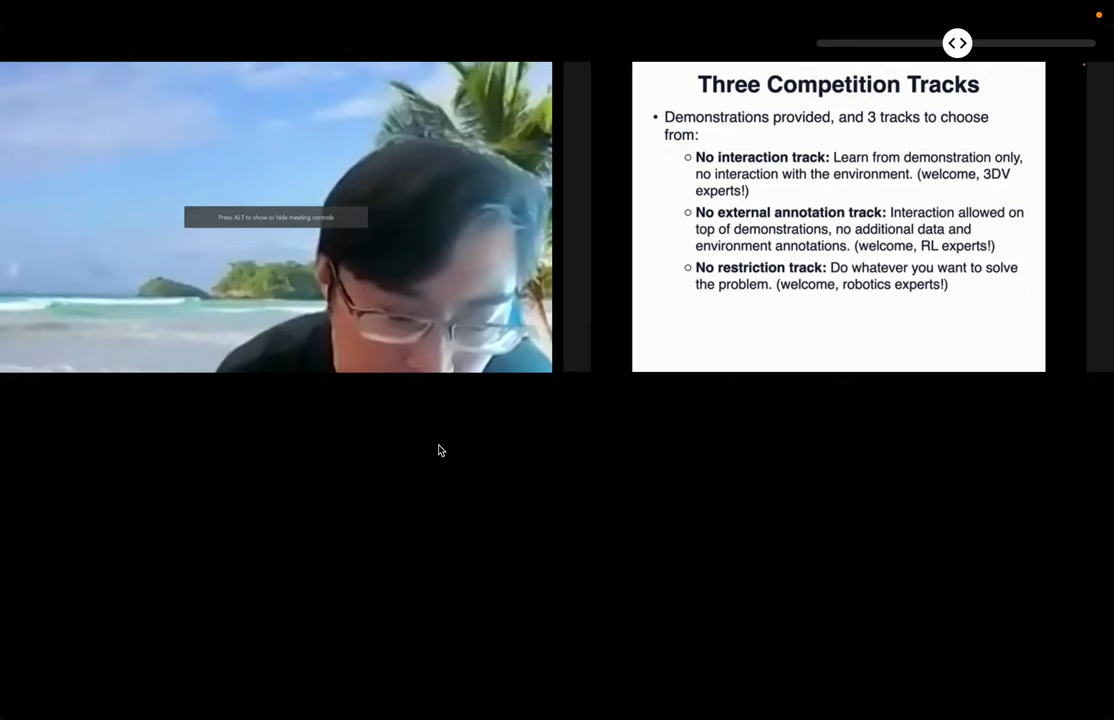 Press ALT to show or hide meeting controls
Three Competition Tracks
• Demonstrations provided, and 3 tracks to choose
from:
○ No interaction track: Learn from demonstration only,
no interaction with the environment. (welcome, 3DV
experts!)
○ No external annotation track: Interaction allowed on
top of demonstrations, no additional data and
environment annotations. (welcome, RL experts!)
○ No restriction track: Do whatever you want to solve
the problem. (welcome, robotics experts!)